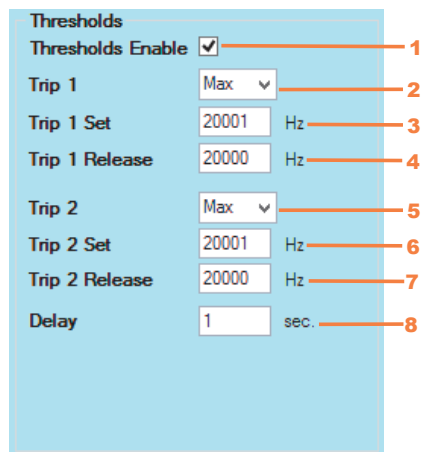 Thresholds
Thresholds Enable 1
Trip 1 Max 2
Trip 1 Set 20001 Hz 3
Trip 1 Release 20000 Hz 4
Trip 2 Max 5
Trip 2 Set 20001 Hz 6
Trip 2 Release 20000 Hz 7
Delay 1 sec. 8